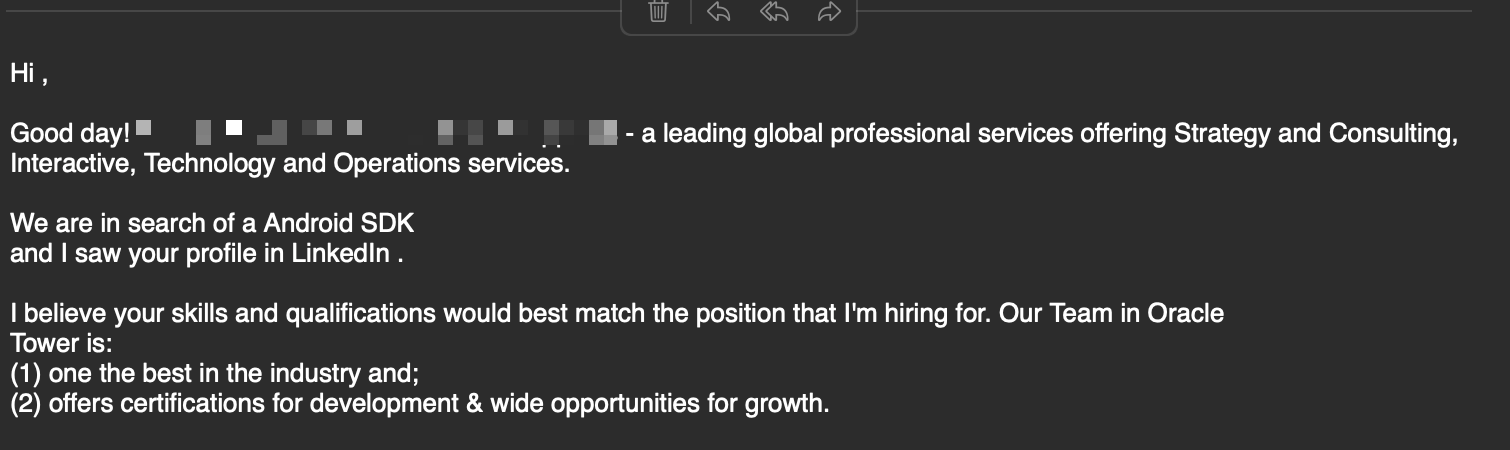 Hi ,
Good day! - a leading global professional services offering Strategy and Consulting,
Interactive, Technology and Operations services.
We are in search of a Android SDK
and I saw your profile in LinkedIn .
I believe your skills and qualifications would best match the position that I'm hiring for. Our Team in Oracle
Tower is:
(1) one the best in the industry and;
(2) offers certifications for development & wide opportunities for growth.